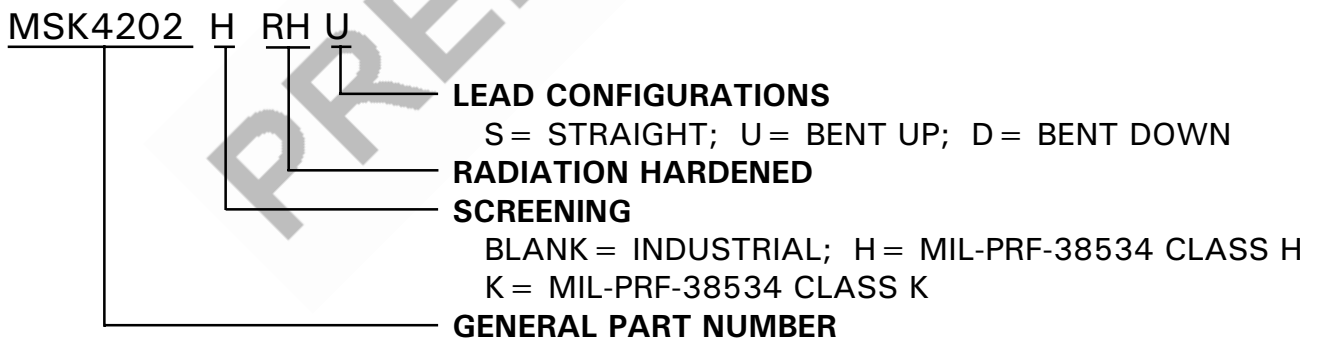 MSK4202 H RH U
LEAD CONFIGURATIONS
S= STRAIGHT; U= BENT UP; D= BENT DOWN
RADIATION HARDENED
SCREENING
BLANK= INDUSTRIAL; H= MIL-PRF-38534 CLASS H
K= MIL-PRF-38534 CLASS K
GENERAL PART NUMBER
PRE